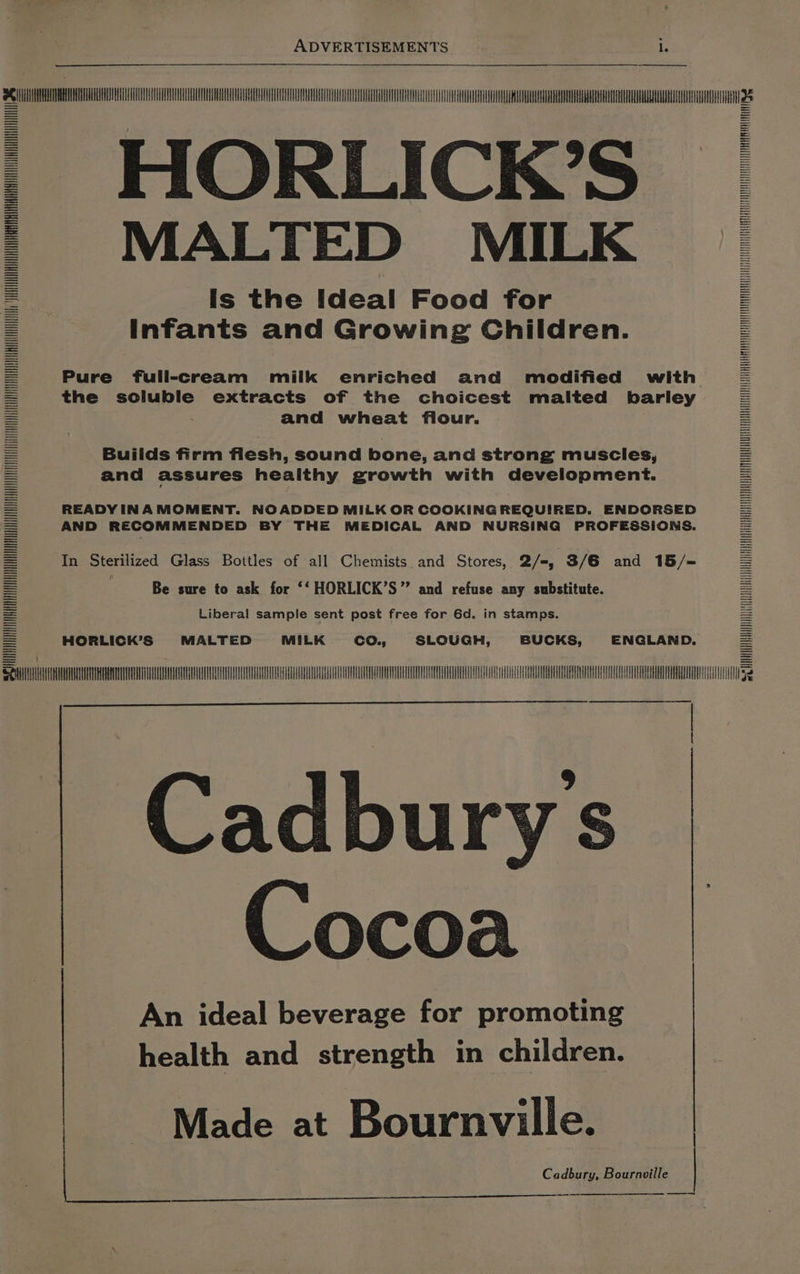 ADVERTISEMENTS i.
HORLICK'S
MALTED MILK
Is the Ideal Food for
Infants and Growing Children.
Pure full-cream milk enriched and modified with
the soluble extracts of the choicest malted barley
and wheat flour.
Builds firm flesh, sound bone, and strong muscles,
and assures healthy growth with development.
READY IN A MOMENT. NO ADDED MILK OR COOKING REQUIRED. ENDORSED
AND RECOMMENDED BY THE MEDICAL AND NURSING PROFESSIONS.
In Sterilized Glass Bottles of all Chemists and Stores, 2/-, 3/6 and 15/-
Be sure to ask for “HORLICK'S” and refuse any substitute.
Liberal sample sent post free for 6d. in stamps.
HORLICK'S MALTED MILK CO., SLOUGH, BUCKS, ENGLAND.
Cadbury's
Cocoa
An ideal beverage for promoting
health and strength in children.
Made at Bournville.
Cadbury, Bournville